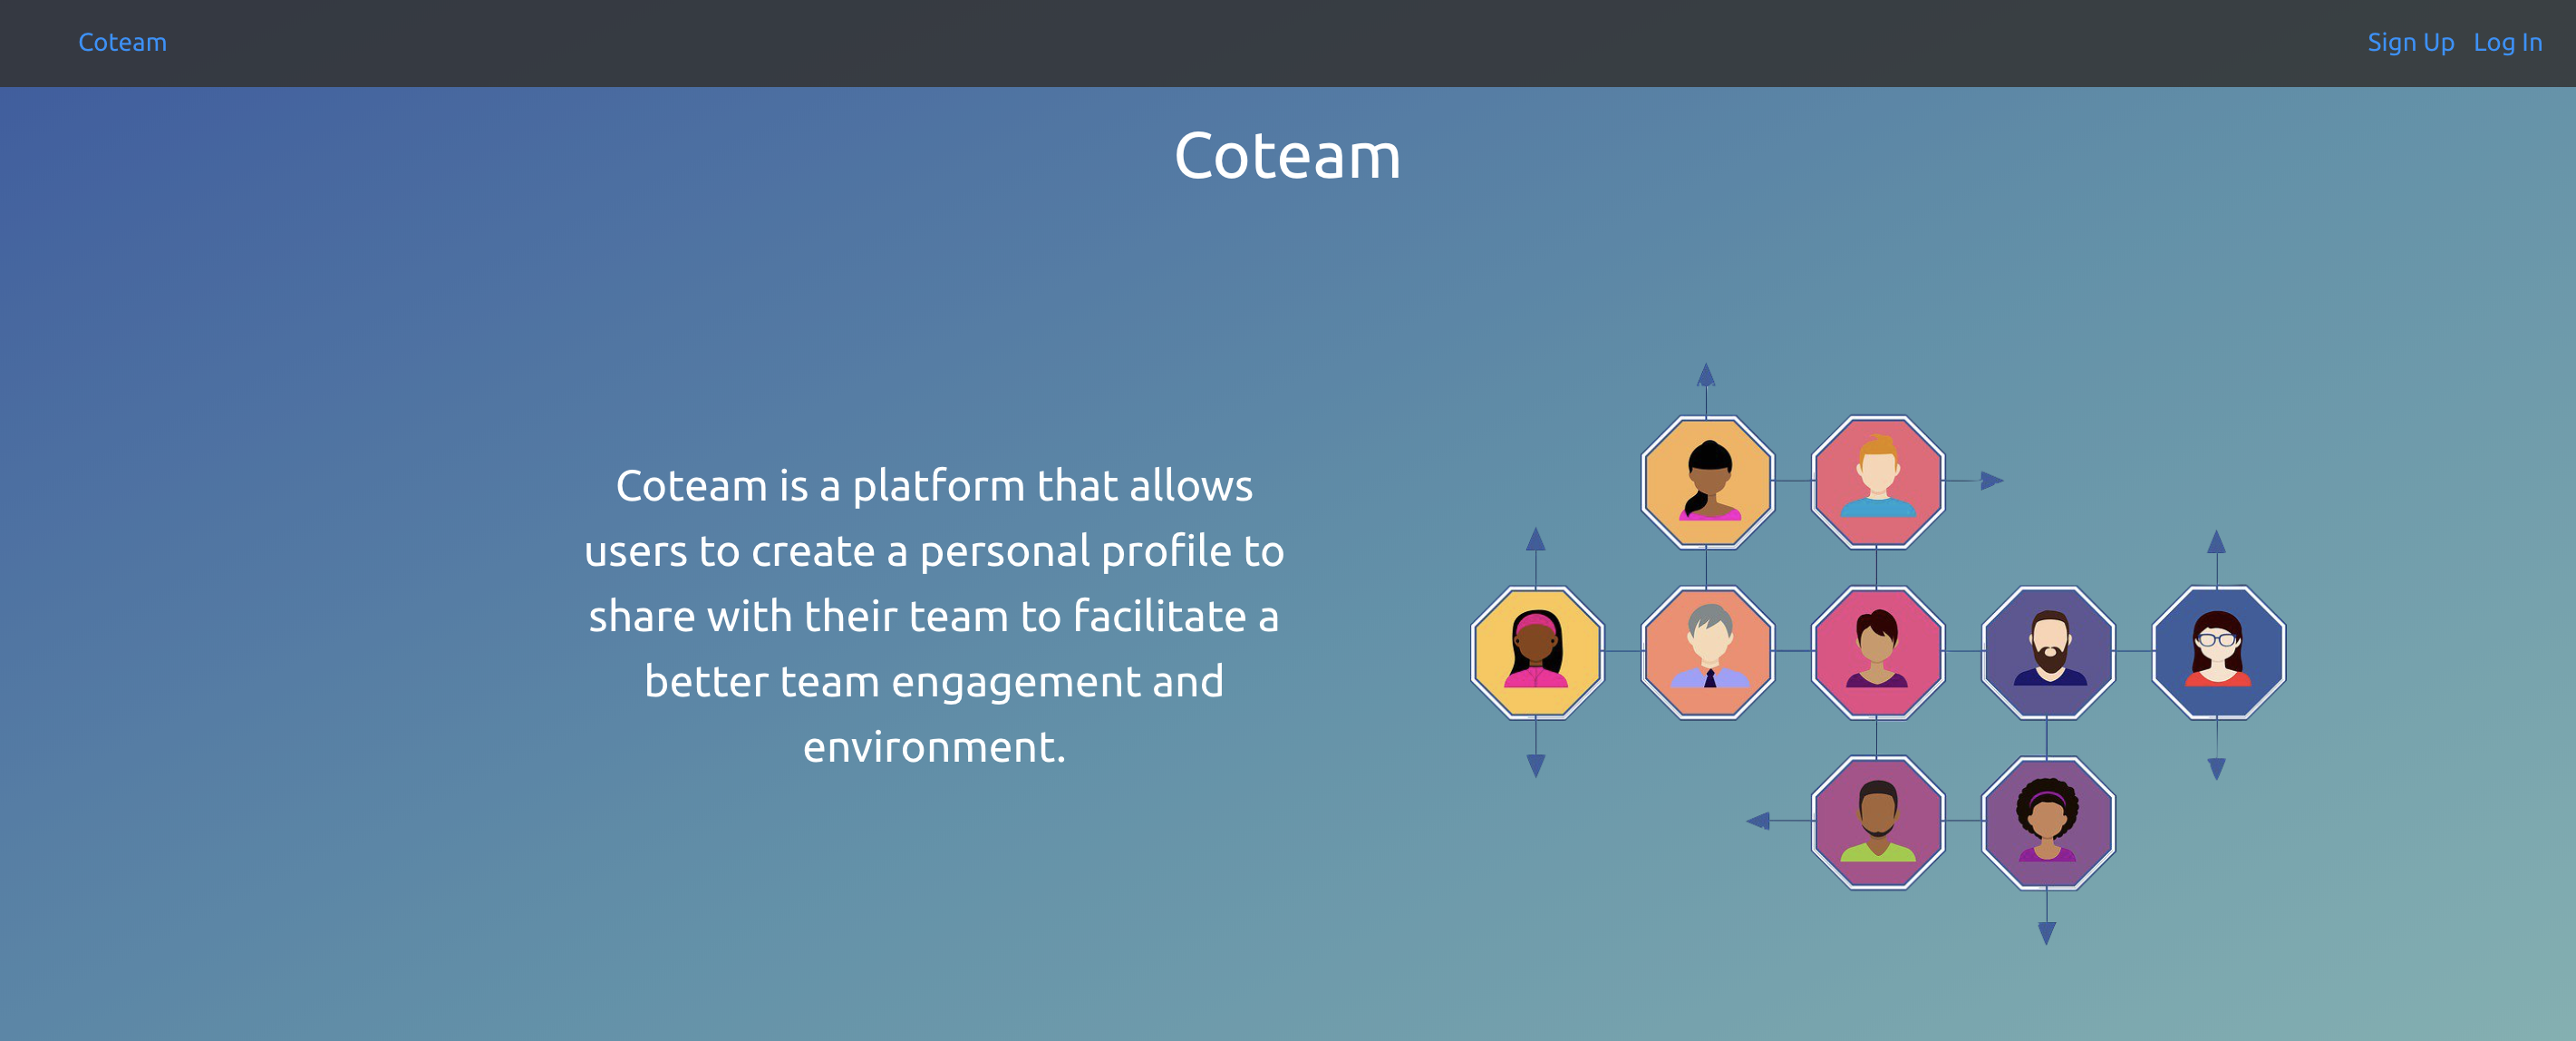 Coteam
Sign Up Log In
Coteam
Coteam is a platform that allows
users to create a personal profile to
share with their team to facilitate a
better team engagement and
environment.